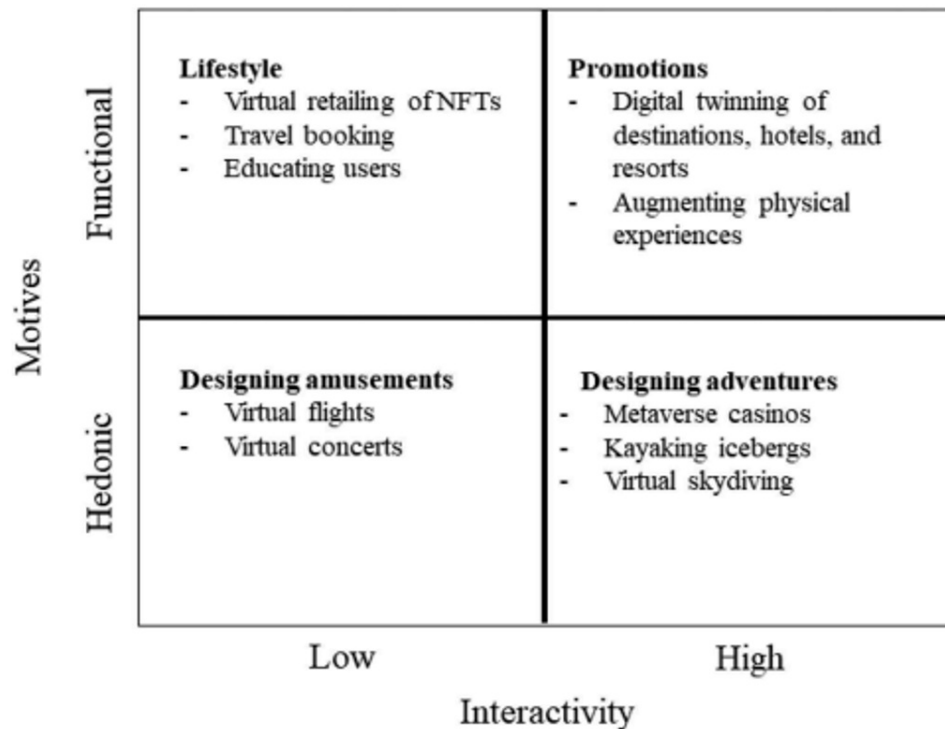 Motives
Functional
Lifestyle
- Virtual retailing of NFTs
- Travel booking
- Educating users
Promotions
- Digital twinning of
destinations, hotels, and
resorts
- Augmenting physical
experiences
Hedonic
Designing amusements
- Virtual flights
- Virtual concerts
Designing adventures
- Metaverse casinos
- Kayaking icebergs
- Virtual skydiving
Low
High
Interactivity